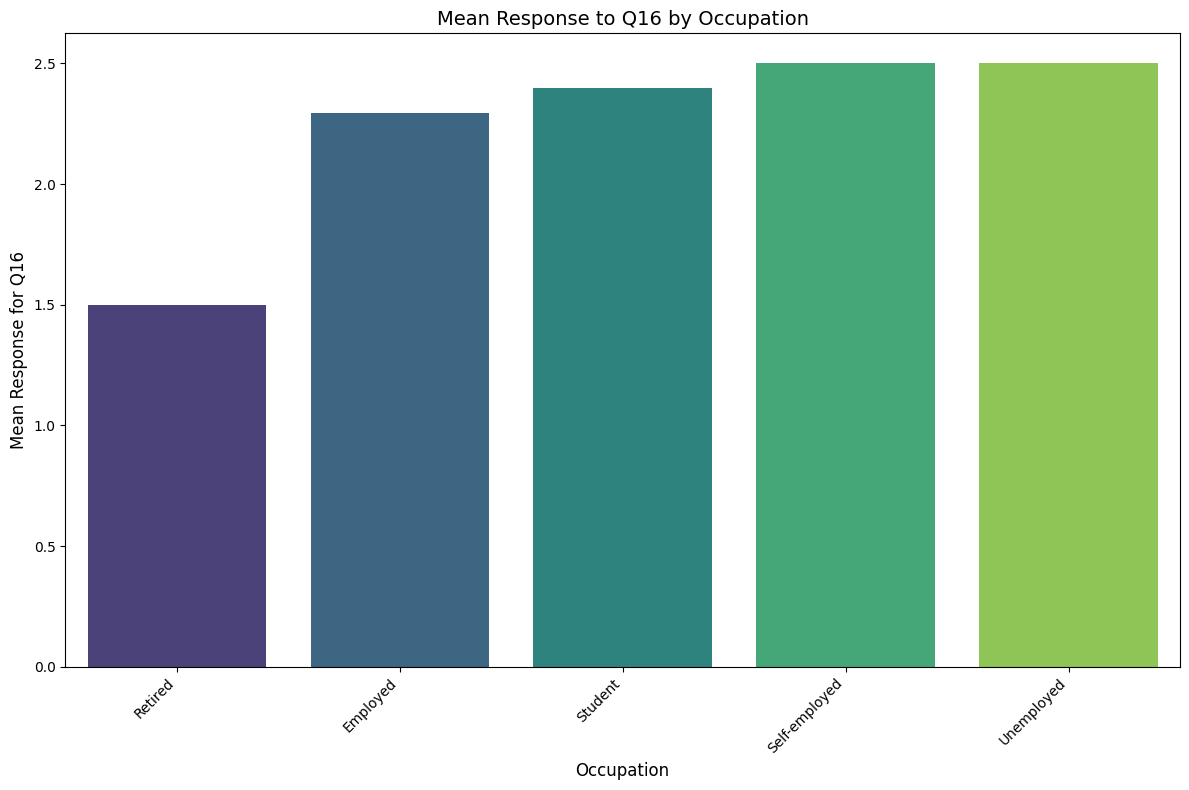 Mean Response to Q16 by Occupation
Mean Response for Q16
2.5
2.0
1.5
1.0
0.5
0.0
Retired
Employed
Student
Self-employed
Unemployed
Occupation